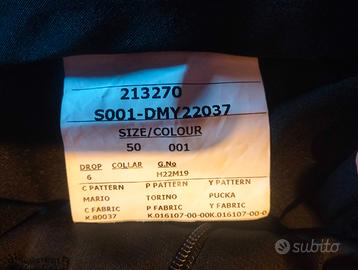 213270
S001-DMY22037
SIZE/COLOUR
50 001
DROP COLLAR G.No
6 H22M19
C PATTERN P PATTERN Y PATTERN
MARIO TORINO PUCKA
C FABRIC P FABRIC Y FABRIC
K.80037 K.016107-00-00K.016107-00-0
subito